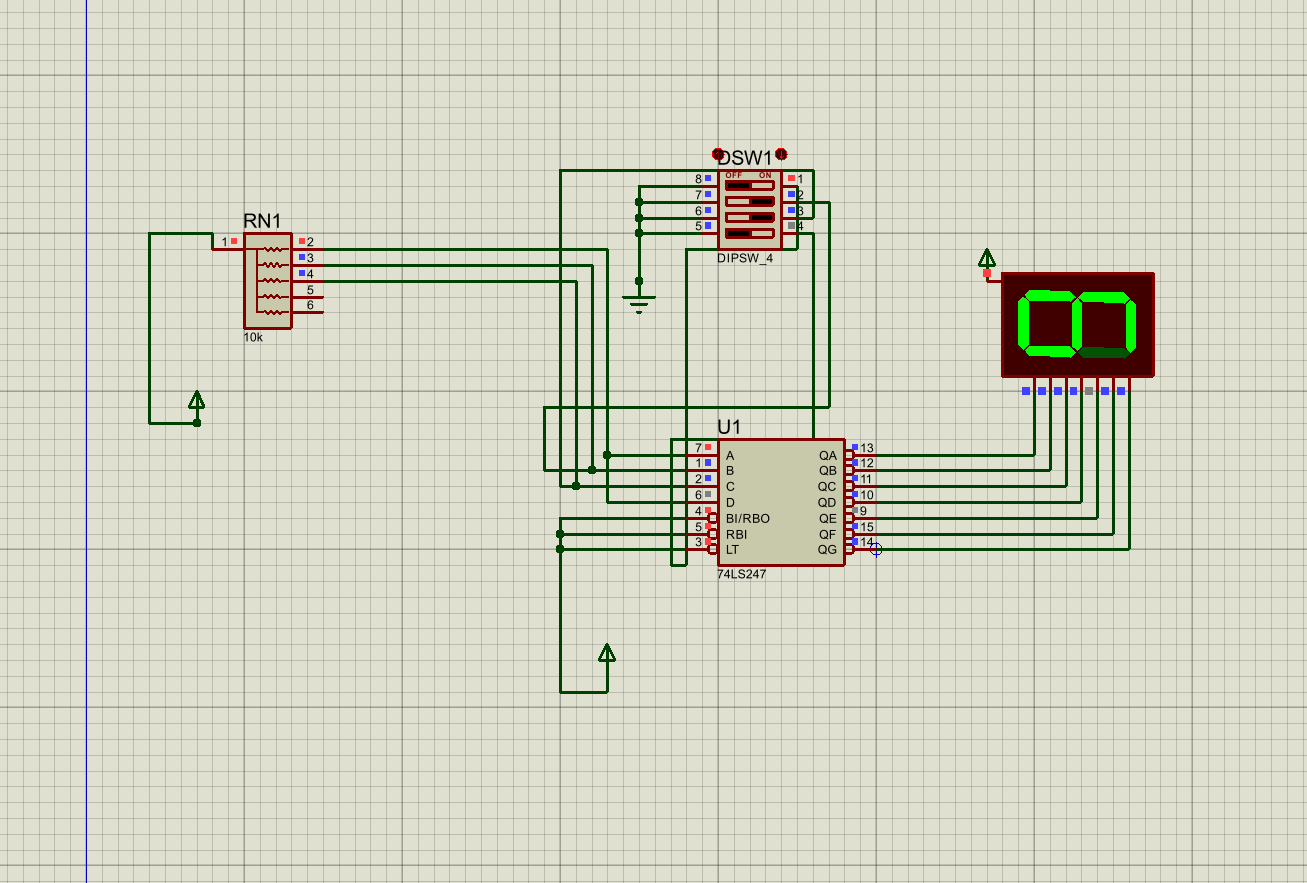 DSW1
OFF ON
8 1
7 2
6 3
5 4
DIPSW_4
RN1
1 2
3
4
5
6
10k
U1
7 A QA 13
1 B QB 12
2 C QC 11
6 D QD 10
4 BI/RBO QE 9
5 RBI QF 15
3 LT QG 14
74LS247